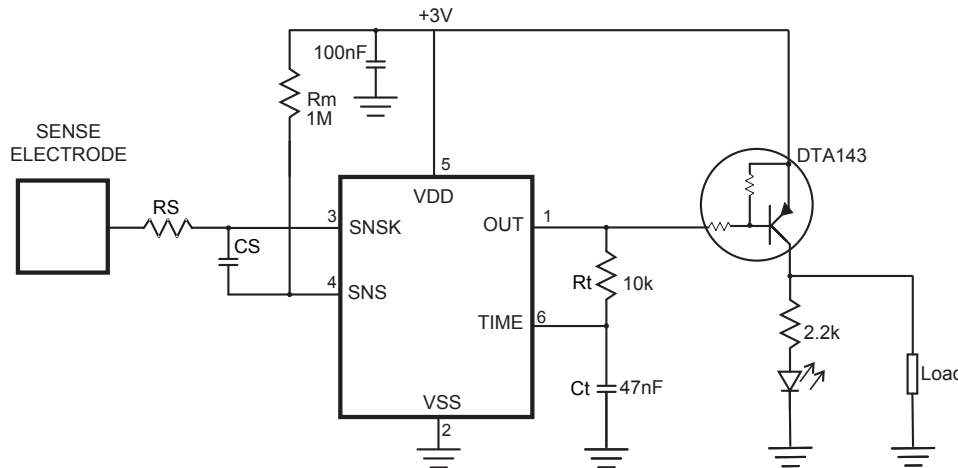 +3V
100nF
Rm
1M
SENSE
ELECTRODE
DTA143
5
VDD
RS
3
SNSK
OUT
1
CS
4
SNS
Rt
10k
TIME
6
2.2k
Ct
47nF
Load
VSS
2